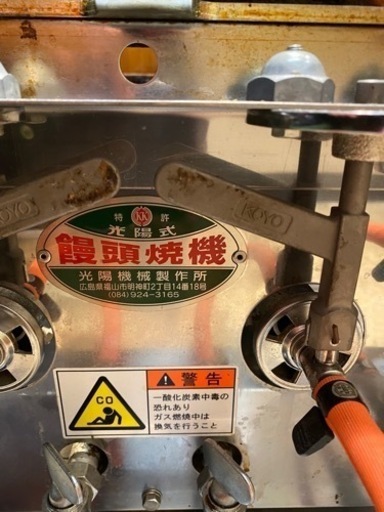 特許
KK
光陽式
饅頭焼機
光陽機械製作所
広島県福山市明神町2丁目14番18号
(084)924-3165
KOYO
KOYO
CO
警告
一酸化炭素中毒の
恐れあり
ガス燃焼中は
換気を行うこと